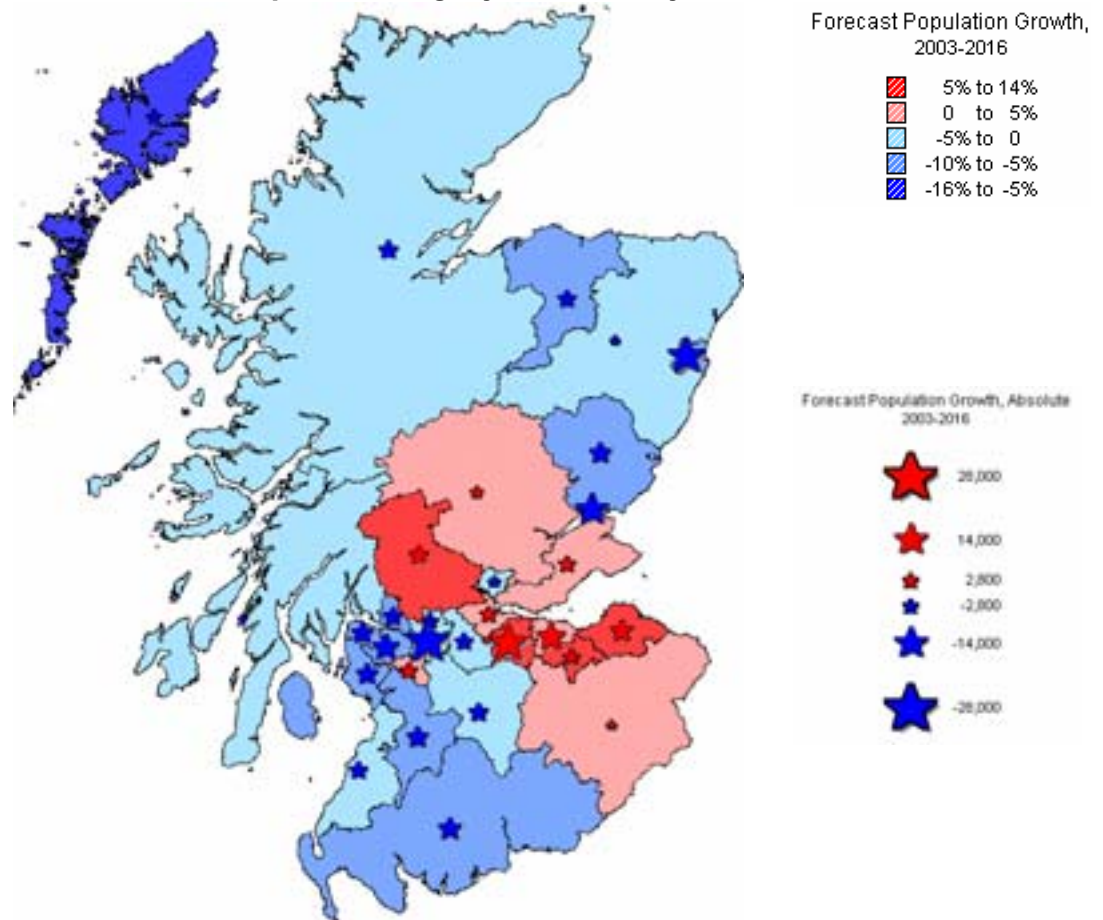 Forecast Population Growth,
2003-2016
5% to 14%
0 to 5%
-5% to 0
-10% to -5%
-16% to -5%
Forecast Population Growth, Absolute
2003-2016
28,000
14,000
2,800
-2,800
-14,000
-28,000